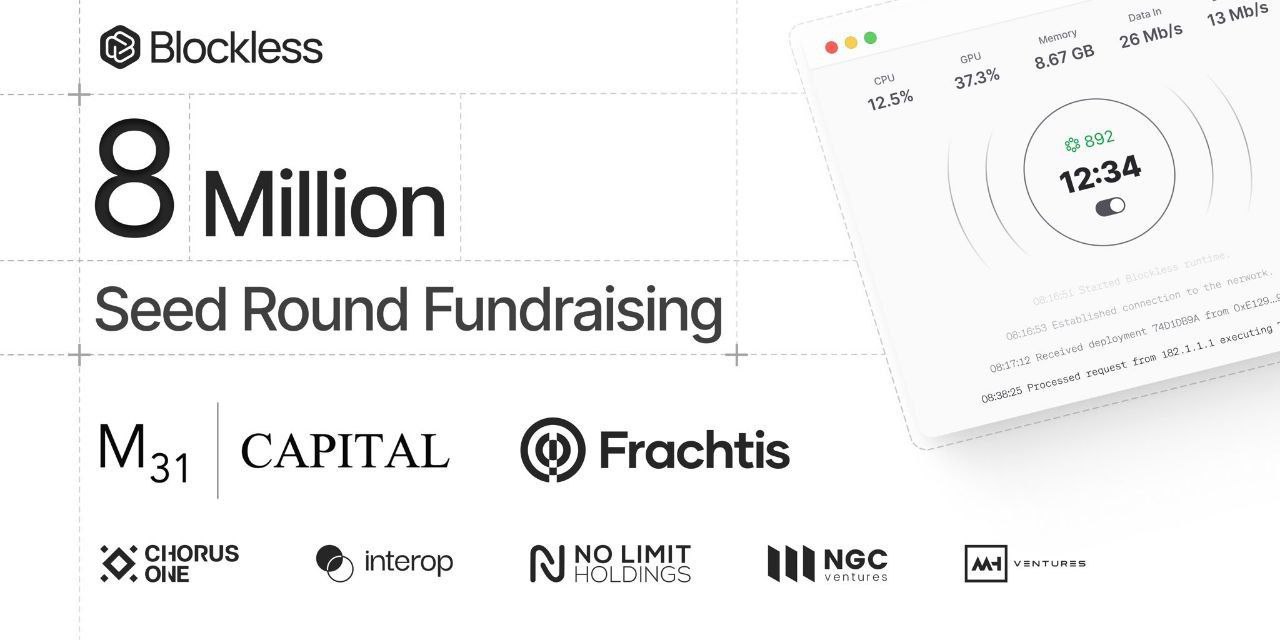 Blockless
8 Million
Seed Round Fundraising
M31 CAPITAL
Frachtis
CHORUS
ONE
interop
NO LIMIT
HOLDINGS
NGC
ventures
MH VENTURES
CPU
12.5%
GPU
37.3%
Memory
8.67 GB
Data In
26 Mb/s
13 Mb/s
892
12:34
08:16:51 Started Blockless runtime.
08:16:53 Established connection to the nerwork.
08:17:12 Received deployment 74D1DB9A from 0xE129...
08:38:25 Processed request from 182.1.1.1 executing